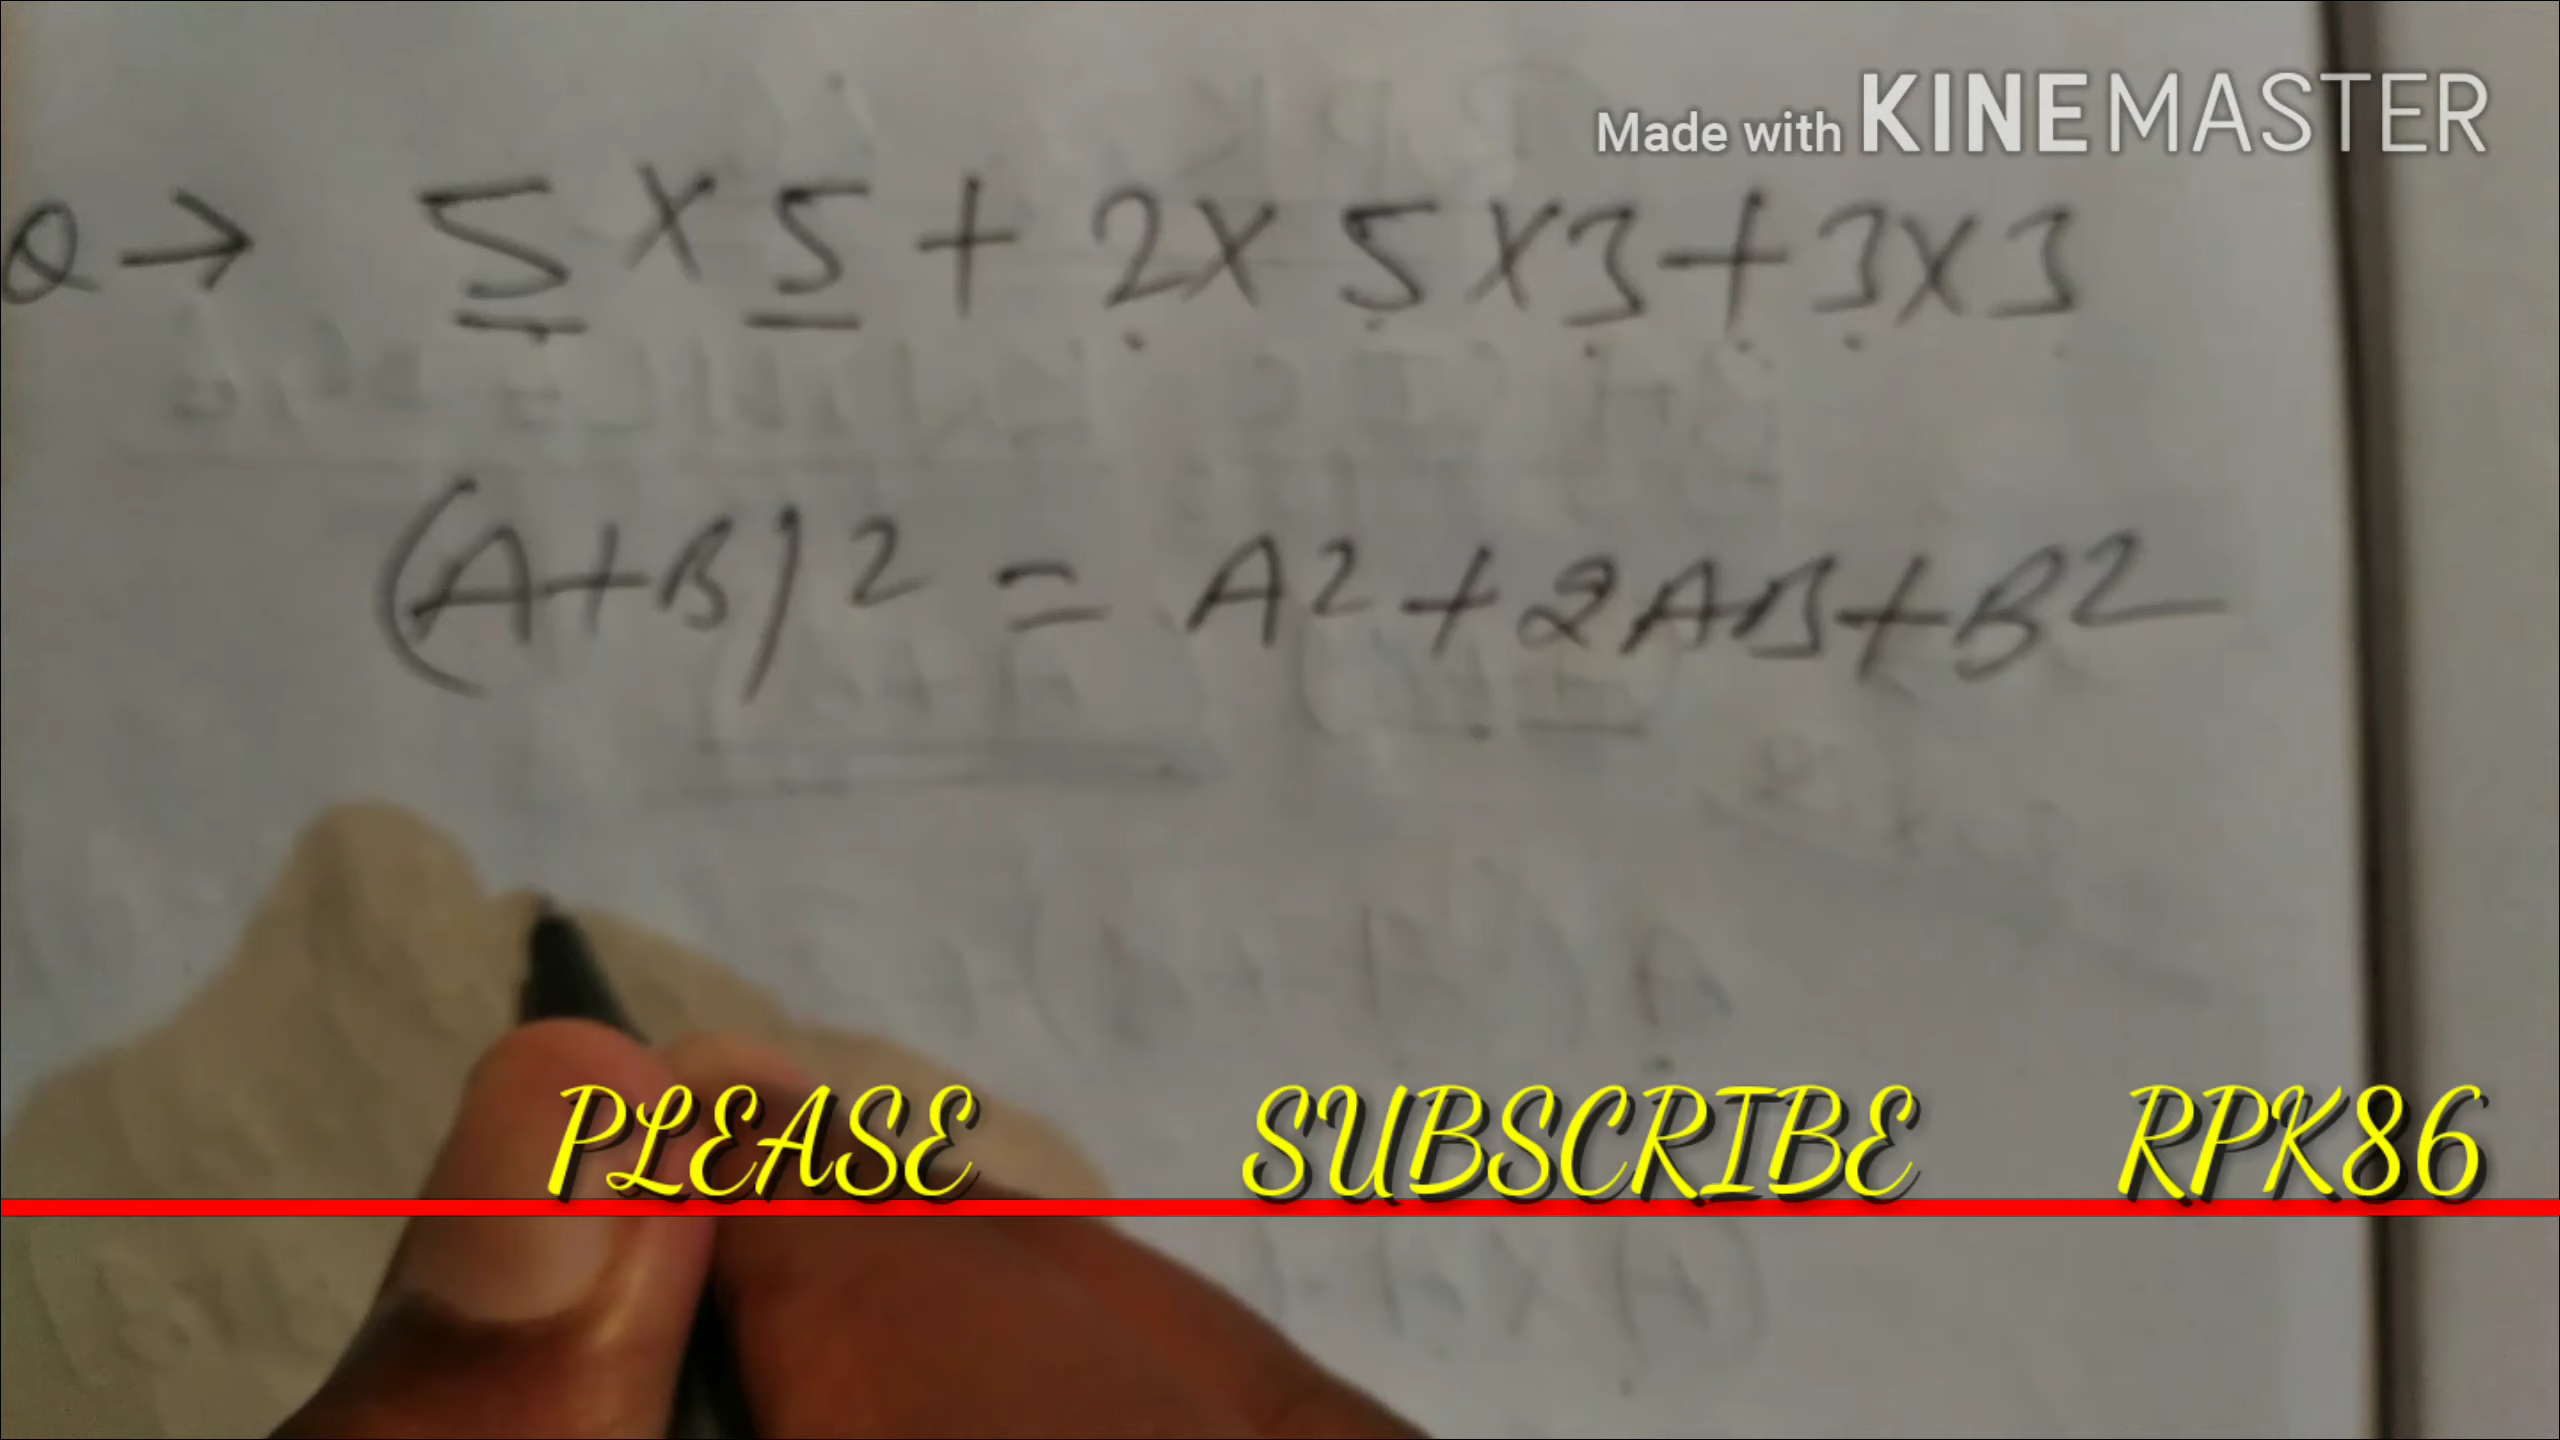 Made with KINEMASTER
Q → 5 × 5 + 2 × 5 × 3 + 3 × 3
(A+B)2 = A2 + 2AB + B2
PLEASE SUBSCRIBE RPK86